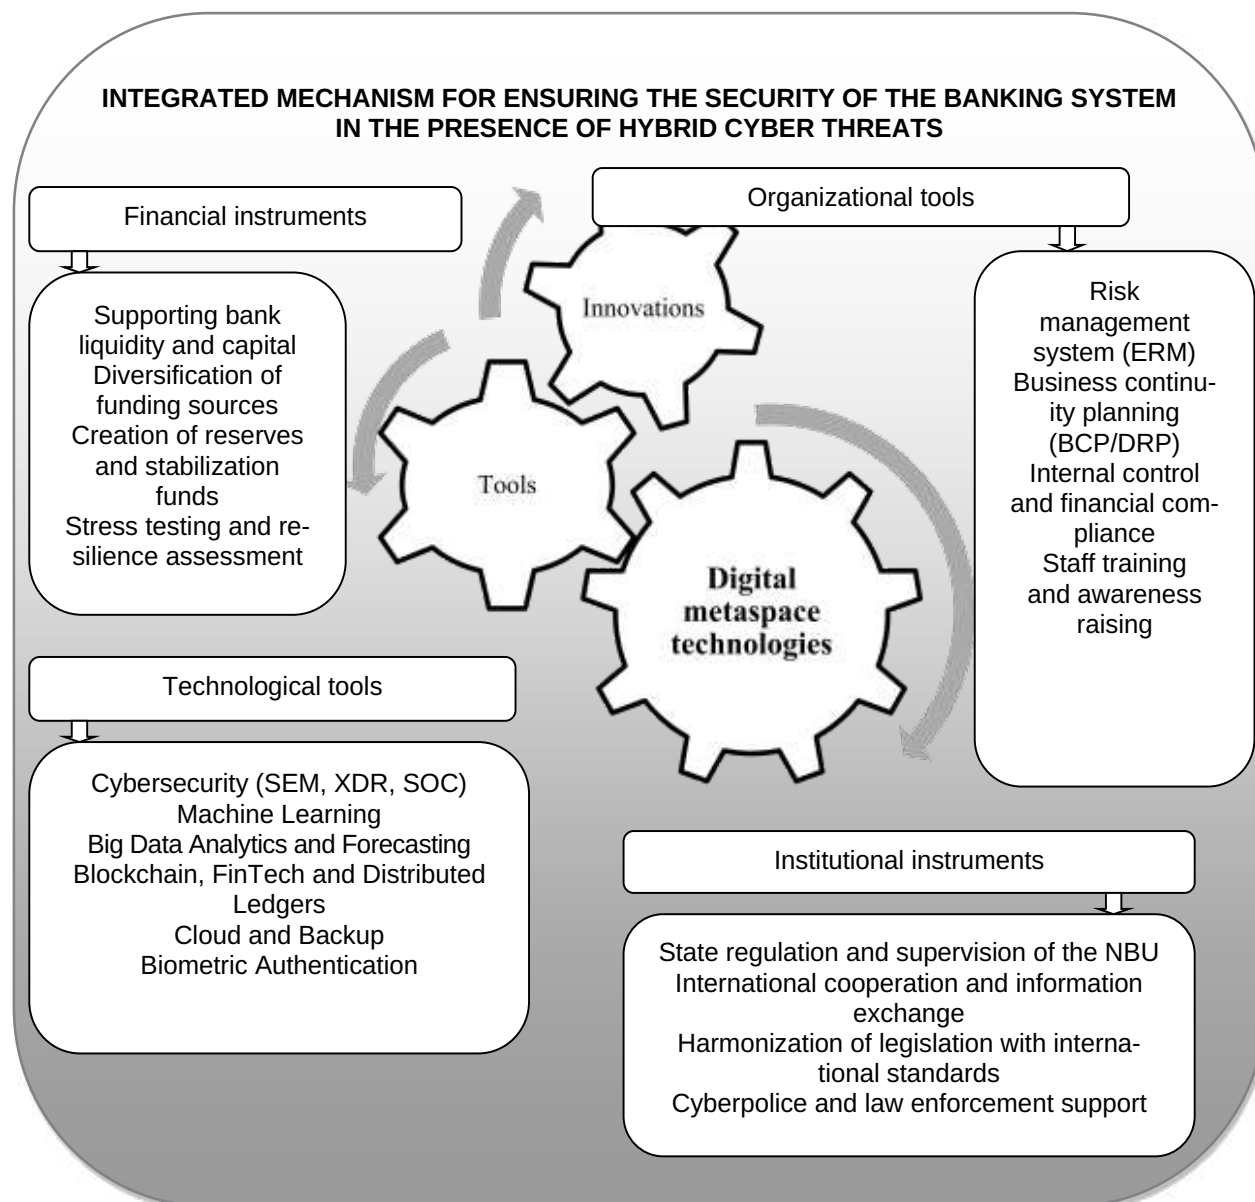 INTEGRATED MECHANISM FOR ENSURING THE SECURITY OF THE BANKING SYSTEM
IN THE PRESENCE OF HYBRID CYBER THREATS
Financial instruments
Supporting bank
liquidity and capital
Diversification of
funding sources
Creation of reserves
and stabilization
funds
Stress testing and re-
silience assessment
Organizational tools
Risk
management
system (ERM)
Business continu-
ity planning
(BCP/DRP)
Internal control
and financial com-
pliance
Staff training
and awareness
raising
Innovations
Tools
Digital
metaspace
technologies
Technological tools
Cybersecurity (SEM, XDR, SOC)
Machine Learning
Big Data Analytics and Forecasting
Blockchain, FinTech and Distributed
Ledgers
Cloud and Backup
Biometric Authentication
Institutional instruments
State regulation and supervision of the NBU
International cooperation and information
exchange
Harmonization of legislation with interna-
tional standards
Cyberpolice and law enforcement support